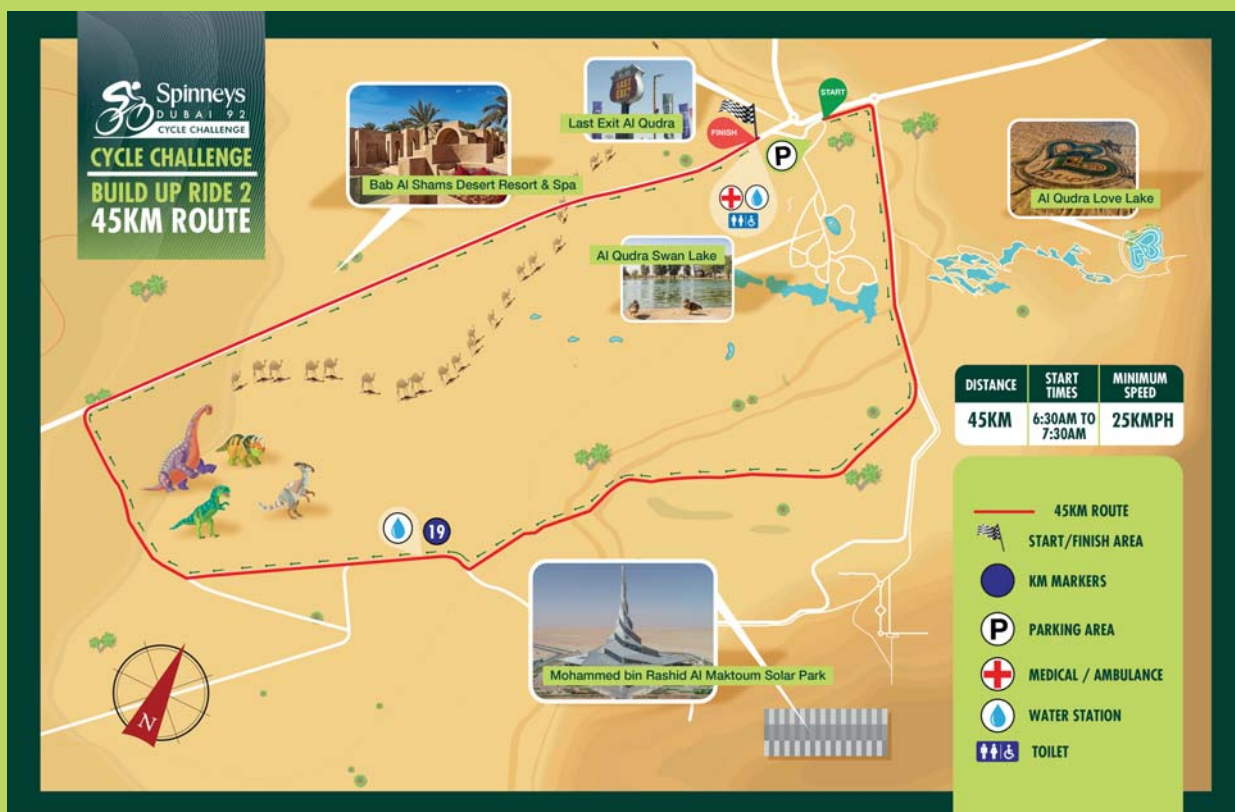 Spinneys
DUBAI 92
CYCLE CHALLENGE
CYCLE CHALLENGE
BUILD UP RIDE 2
45KM ROUTE
Bab Al Shams Desert Resort & Spa
LAST
EXIT
Last Exit Al Qudra
FINISH
START
P
Al Qudra Love Lake
Al Qudra Swan Lake
DISTANCE
START
TIMES
MINIMUM
SPEED
45KM
6:30AM TO
7:30AM
25KMPH
19
Mohammed bin Rashid Al Maktoum Solar Park
N
45KM ROUTE
START/FINISH AREA
KM MARKERS
P
PARKING AREA
MEDICAL / AMBULANCE
WATER STATION
TOILET